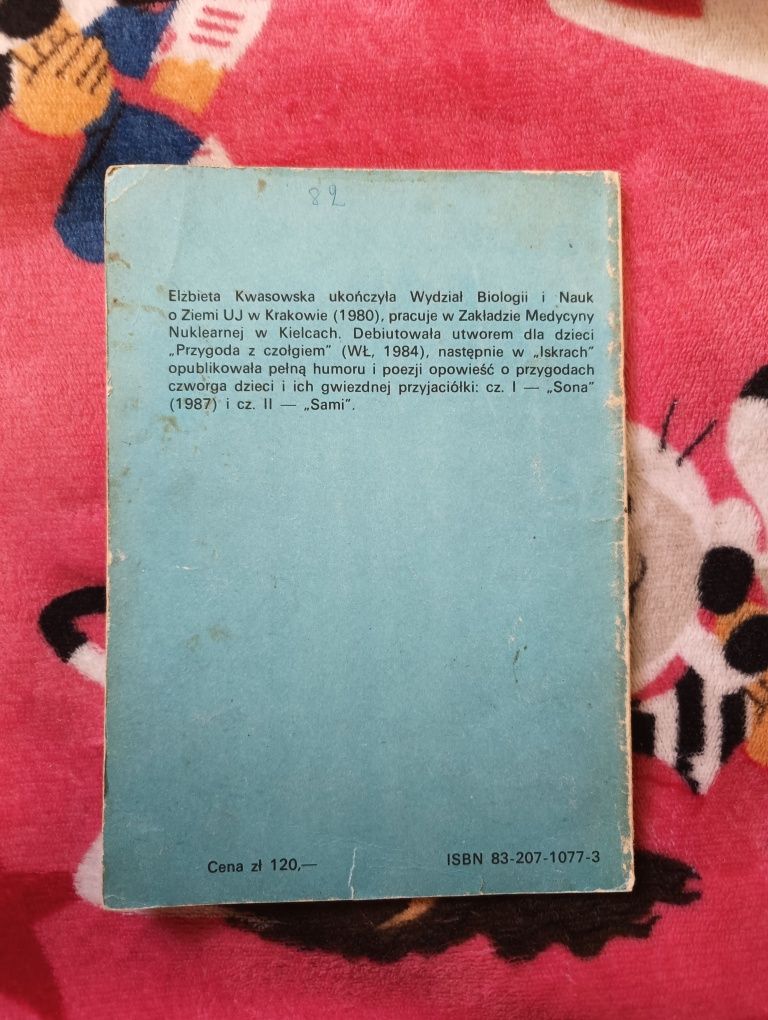 82
Elżbieta Kwasowska ukończyła Wydział Biologii i Nauk
o Ziemi UJ w Krakowie (1980), pracuje w Zakładzie Medycyny
Nuklearnej w Kielcach. Debiutowała utworem dla dzieci
„Przygoda z czołgiem” (WŁ, 1984), następnie w „Iskrach”
opublikowała pełną humoru i poezji opowieść o przygodach
czworga dzieci i ich gwiezdnej przyjaciółki: cz. I — „Sona”
(1987) i cz. II — „Sami”.
Cena zł 120,—
ISBN 83-207-1077-3